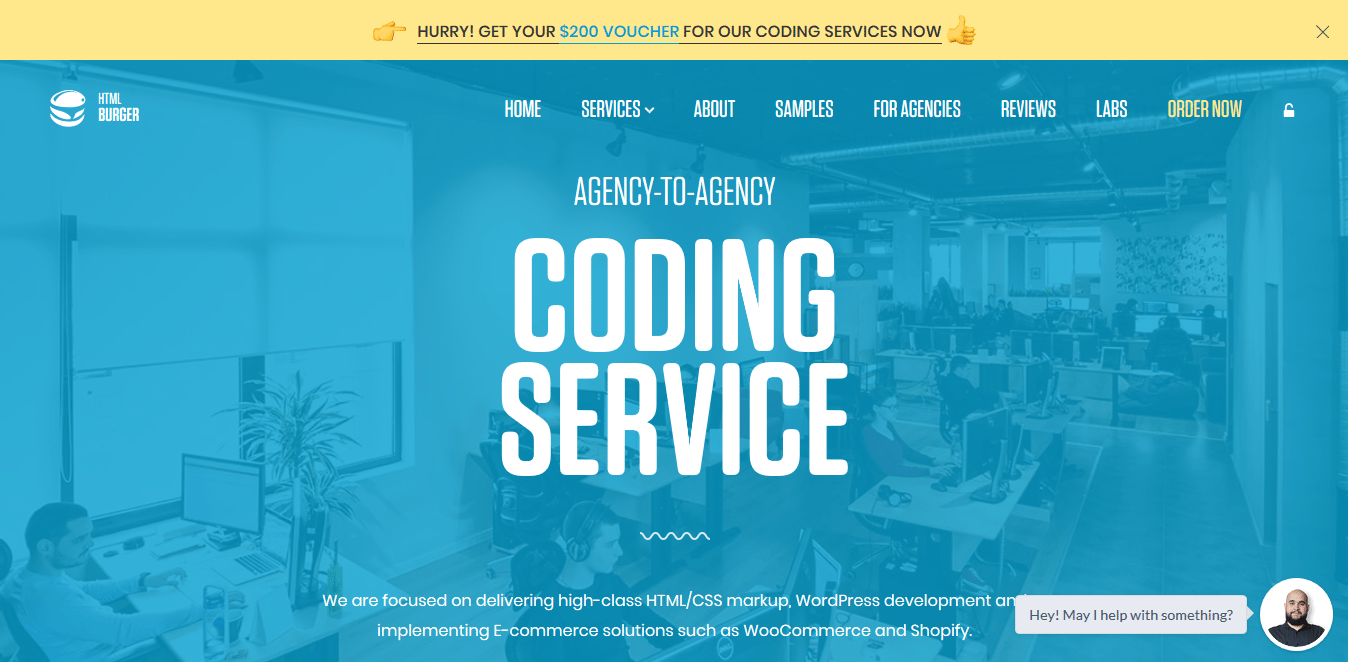 HURRY! GET YOUR $200 VOUCHER FOR OUR CODING SERVICES NOW
HTML
BURGER
HOME SERVICES ABOUT SAMPLES FOR AGENCIES REVIEWS LABS ORDER NOW
AGENCY-TO-AGENCY
CODING
SERVICE
We are focused on delivering high-class HTML/CSS markup, WordPress development
implementing E-commerce solutions such as WooCommerce and Shopify.
Hey! May I help with something?